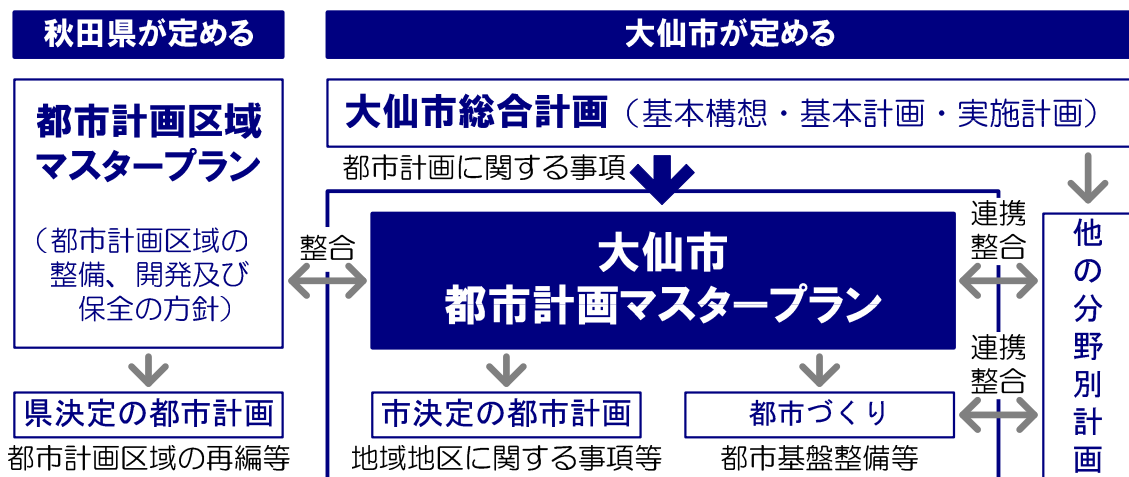 秋田県が定める
大仙市が定める
都市計画区域
マスタープラン
（都市計画区域の
整備、開発及び
保全の方針）
県決定の都市計画
都市計画区域の再編等
大仙市総合計画（基本構想・基本計画・実施計画）
都市計画に関する事項
整合
大仙市
都市計画マスタープラン
連携
整合
他の分野別計画
連携
整合
市決定の都市計画
地域地区に関する事項等
都市づくり
都市基盤整備等